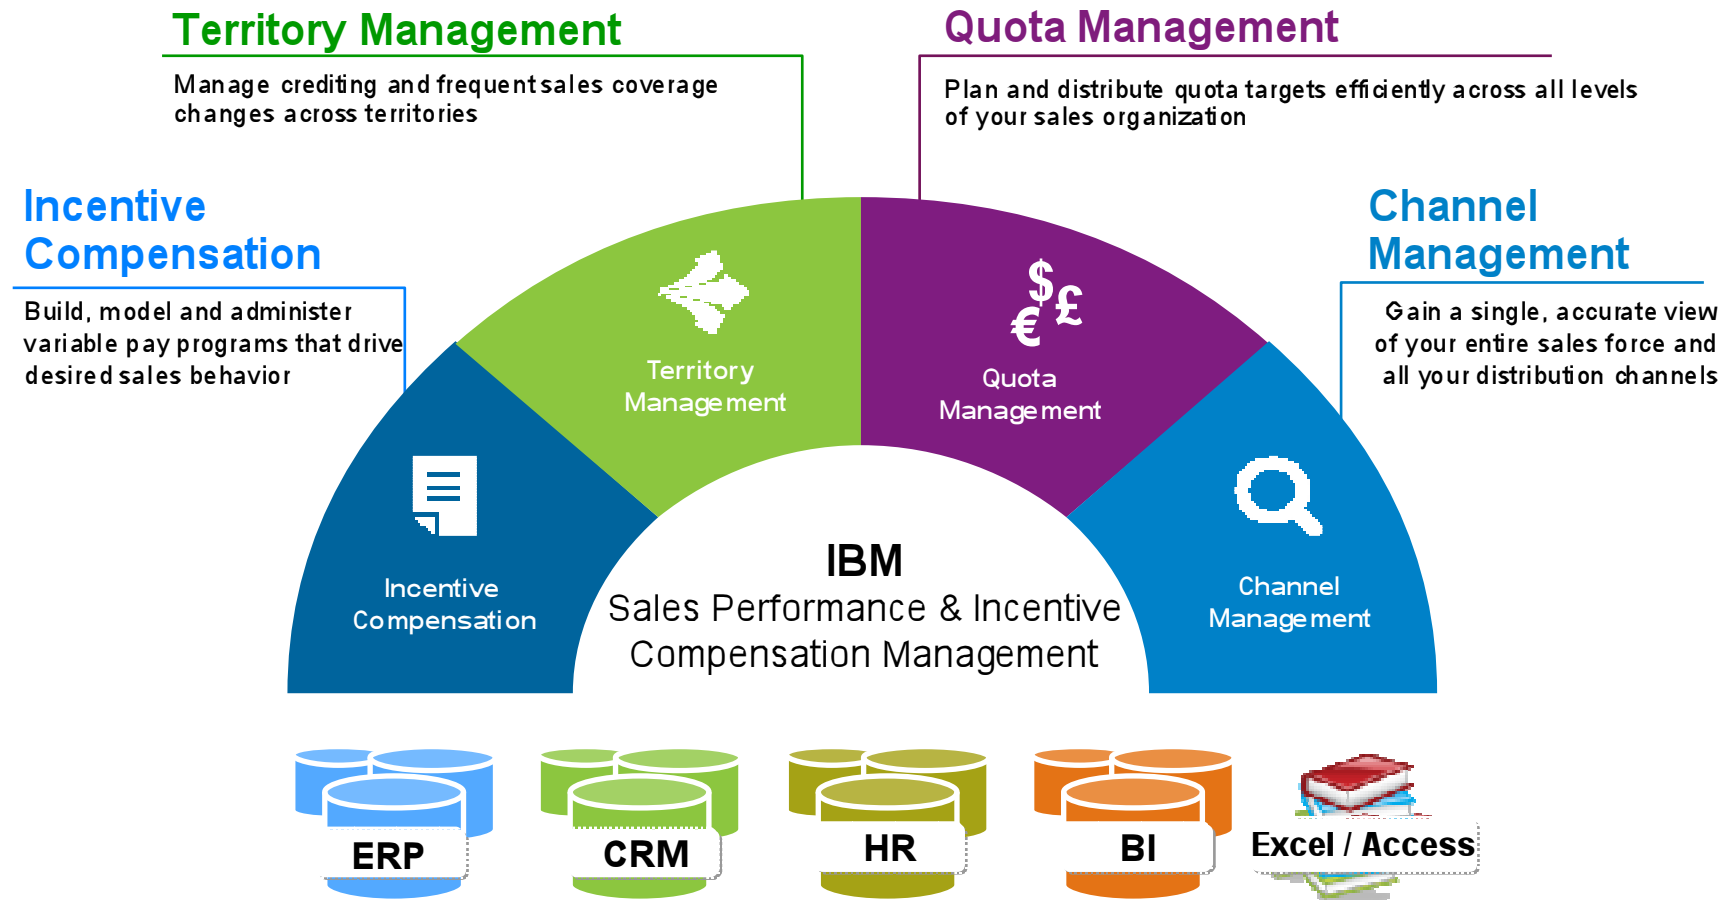 Territory Management
Manage crediting and frequent sales coverage
changes across territories
Quota Management
Plan and distribute quota targets efficiently across all levels
of your sales organization
Incentive
Compensation
Build, model and administer
variable pay programs that drive
desired sales behavior
Channel
Management
Gain a single, accurate view
of your entire sales force and
all your distribution channels
$
£
€
Territory
Management
Quota
Management
Incentive
Compensation
Channel
Management
IBM
Sales Performance & Incentive
Compensation Management
ERP
CRM
HR
BI
Excel / Access